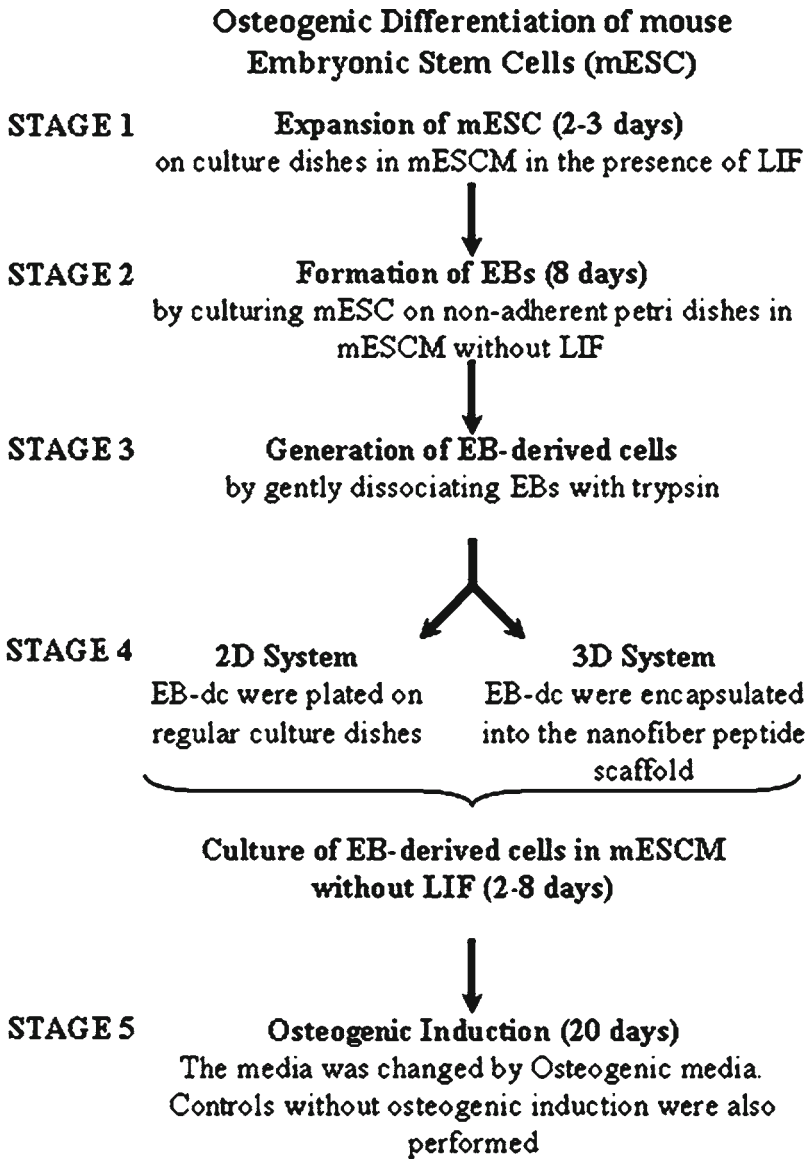 Osteogenic Differentiation of mouse
Embryonic Stem Cells (mESC)
STAGE 1
Expansion of mESC (2-3 days)
on culture dishes in mESCM in the presence of LIF
STAGE 2
Formation of EBs (8 days)
by culturing mESC on non-adherent petri dishes in
mESCM without LIF
STAGE 3
Generation of EB-derived cells
by gently dissociating EBs with trypsin
STAGE 4
2D System
EB-dc were plated on
regular culture dishes
3D System
EB-dc were encapsulated
into the nanofiber peptide
scaffold
Culture of EB-derived cells in mESCM
without LIF (2-8 days)
STAGE 5
Osteogenic Induction (20 days)
The media was changed by Osteogenic media.
Controls without osteogenic induction were also
performed